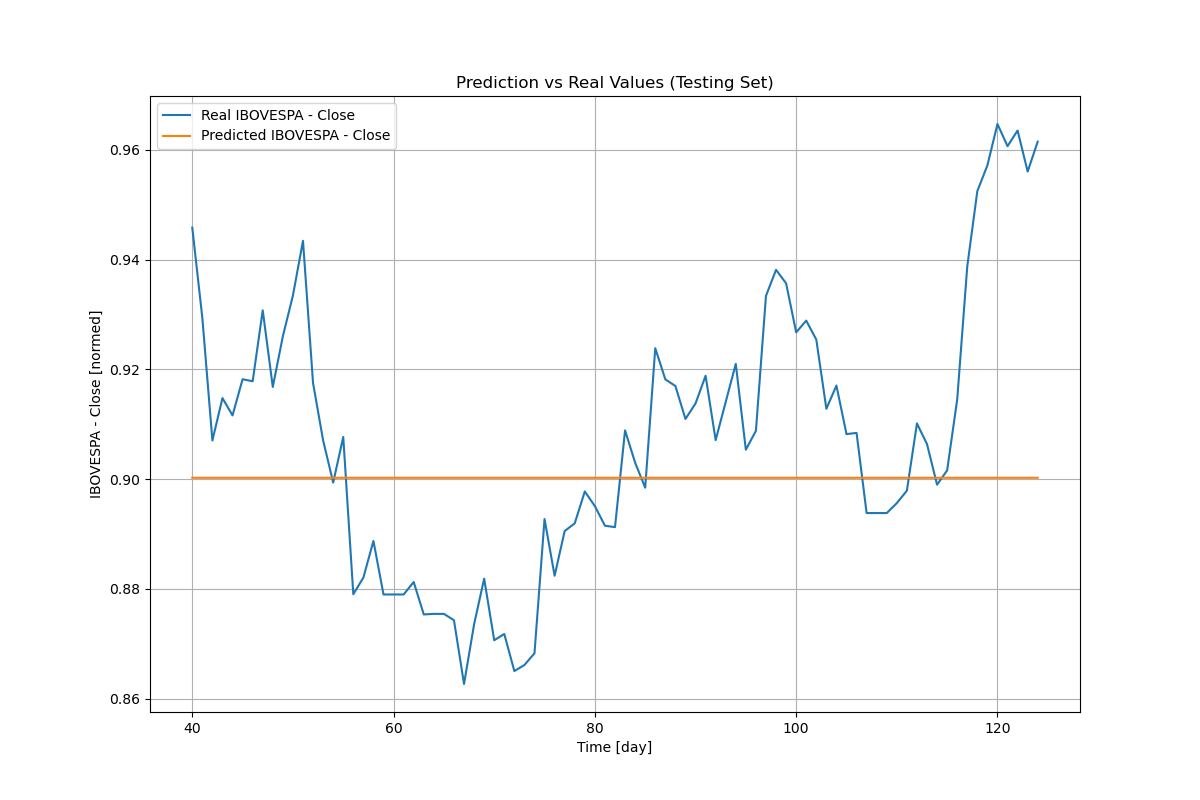 Prediction vs Real Values (Testing Set)
Real IBOVESPA - Close
Predicted IBOVESPA - Close
IBOVESPA - Close [normed]
0.96
0.94
0.92
0.90
0.88
0.86
40 60 80 100 120
Time [day]